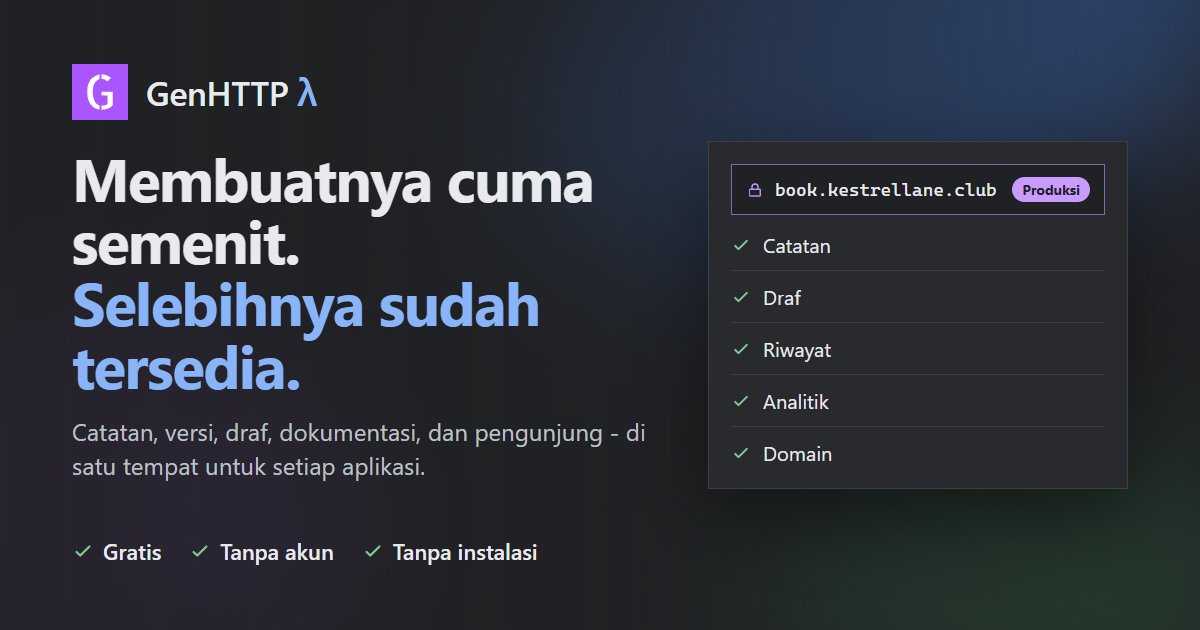 GenHTTP λ
Membuatnya cuma
semenit.
Selebihnya sudah
tersedia.
Catatan, versi, draf, dokumentasi, dan pengunjung - di
satu tempat untuk setiap aplikasi.
Gratis
Tanpa akun
Tanpa instalasi
book.kestrellane.club
Produksi
Catatan
Draf
Riwayat
Analitik
Domain